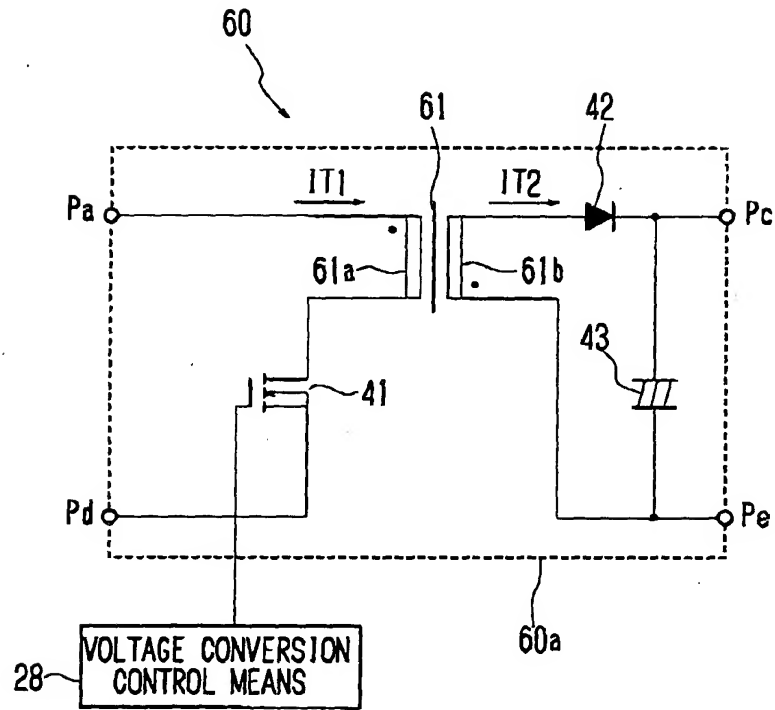 60
61
42
IT1
IT2
Pa
Pc
61a
61b
43
41
Pd
Pe
60a
28
VOLTAGE CONVERSION
CONTROL MEANS